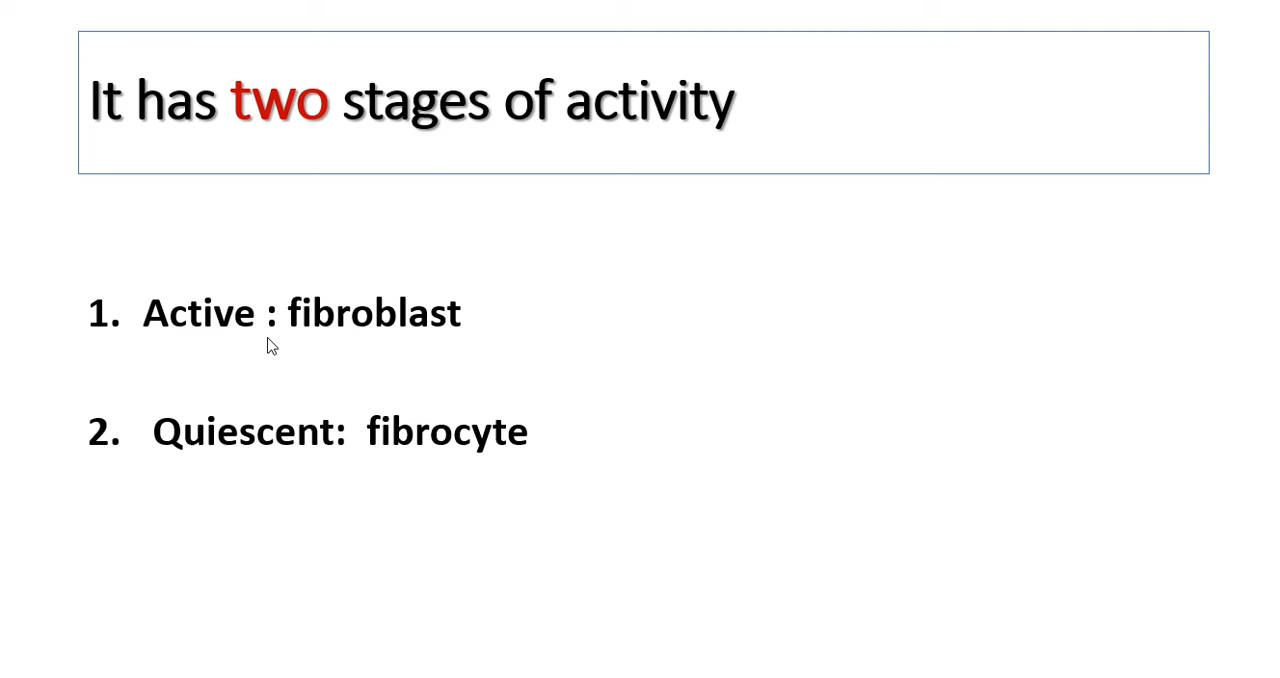 It has two stages of activity
1. Active : fibroblast
2. Quiescent: fibrocyte